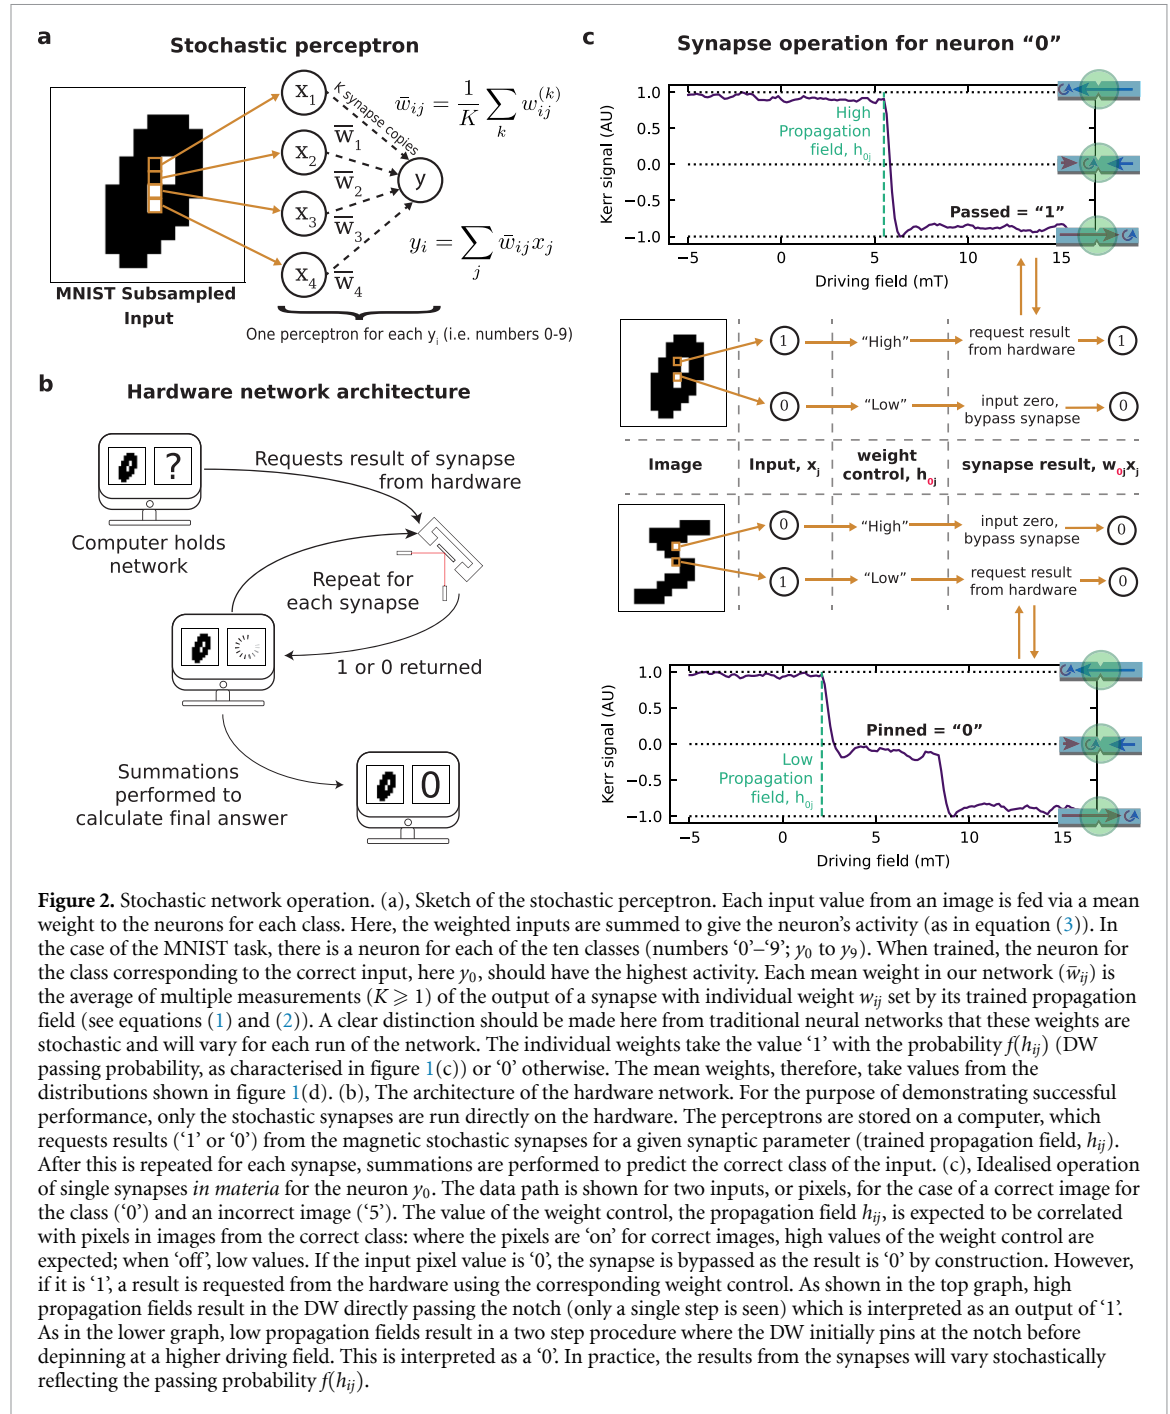 a
Stochastic perceptron
x1
x2
x3
x4
K synapse copies
w̅1
w̅2
w̅3
w̅4
y
w̄ij = 1/K ∑k wij(k)
yi = ∑j w̄ijxj
MNIST Subsampled
Input
One perceptron for each yi (i.e. numbers 0-9)
b
Hardware network architecture
?
Requests result of synapse
from hardware
Computer holds
network
Repeat for
each synapse
1 or 0 returned
Summations
performed to
calculate final answer
0
c
Synapse operation for neuron “0”
Kerr signal (AU)
1.0
0.5
0.0
−0.5
−1.0
High
Propagation
field, h0j
Passed = “1”
−5 0 5 10 15
Driving field (mT)
1 “High” request result
from hardware 1
0 “Low” input zero,
bypass synapse 0
Image Input, xj weight
control, h0j synapse result, w0jxj
0 “High” input zero,
bypass synapse 0
1 “Low” request result
from hardware 0
Kerr signal (AU)
1.0
0.5
0.0
−0.5
−1.0
Pinned = “0”
Low
Propagation
field, h0j
−5 0 5 10 15
Driving field (mT)
Figure 2. Stochastic network operation. (a), Sketch of the stochastic perceptron. Each input value from an image is fed via a mean
weight to the neurons for each class. Here, the weighted inputs are summed to give the neuron’s activity (as in equation (3)). In
the case of the MNIST task, there is a neuron for each of the ten classes (numbers ‘0’–‘9’; y0 to y9). When trained, the neuron for
the class corresponding to the correct input, here y0, should have the highest activity. Each mean weight in our network (w̄ij) is
the average of multiple measurements (K ⩾ 1) of the output of a synapse with individual weight wij set by its trained propagation
field (see equations (1) and (2)). A clear distinction should be made here from traditional neural networks that these weights are
stochastic and will vary for each run of the network. The individual weights take the value ‘1’ with the probability f(hij) (DW
passing probability, as characterised in figure 1(c)) or ‘0’ otherwise. The mean weights, therefore, take values from the
distributions shown in figure 1(d). (b), The architecture of the hardware network. For the purpose of demonstrating successful
performance, only the stochastic synapses are run directly on the hardware. The perceptrons are stored on a computer, which
requests results (‘1’ or ‘0’) from the magnetic stochastic synapses for a given synaptic parameter (trained propagation field, hij).
After this is repeated for each synapse, summations are performed to predict the correct class of the input. (c), Idealised operation
of single synapses in materia for the neuron y0. The data path is shown for two inputs, or pixels, for the case of a correct image for
the class (‘0’) and an incorrect image (‘5’). The value of the weight control, the propagation field hij, is expected to be correlated
with pixels in images from the correct class: where the pixels are ‘on’ for correct images, high values of the weight control are
expected; when ‘off’, low values. If the input pixel value is ‘0’, the synapse is bypassed as the result is ‘0’ by construction. However,
if it is ‘1’, a result is requested from the hardware using the corresponding weight control. As shown in the top graph, high
propagation fields result in the DW directly passing the notch (only a single step is seen) which is interpreted as an output of ‘1’.
As in the lower graph, low propagation fields result in a two step procedure where the DW initially pins at the notch before
depinning at a higher driving field. This is interpreted as a ‘0’. In practice, the results from the synapses will vary stochastically
reflecting the passing probability f(hij).